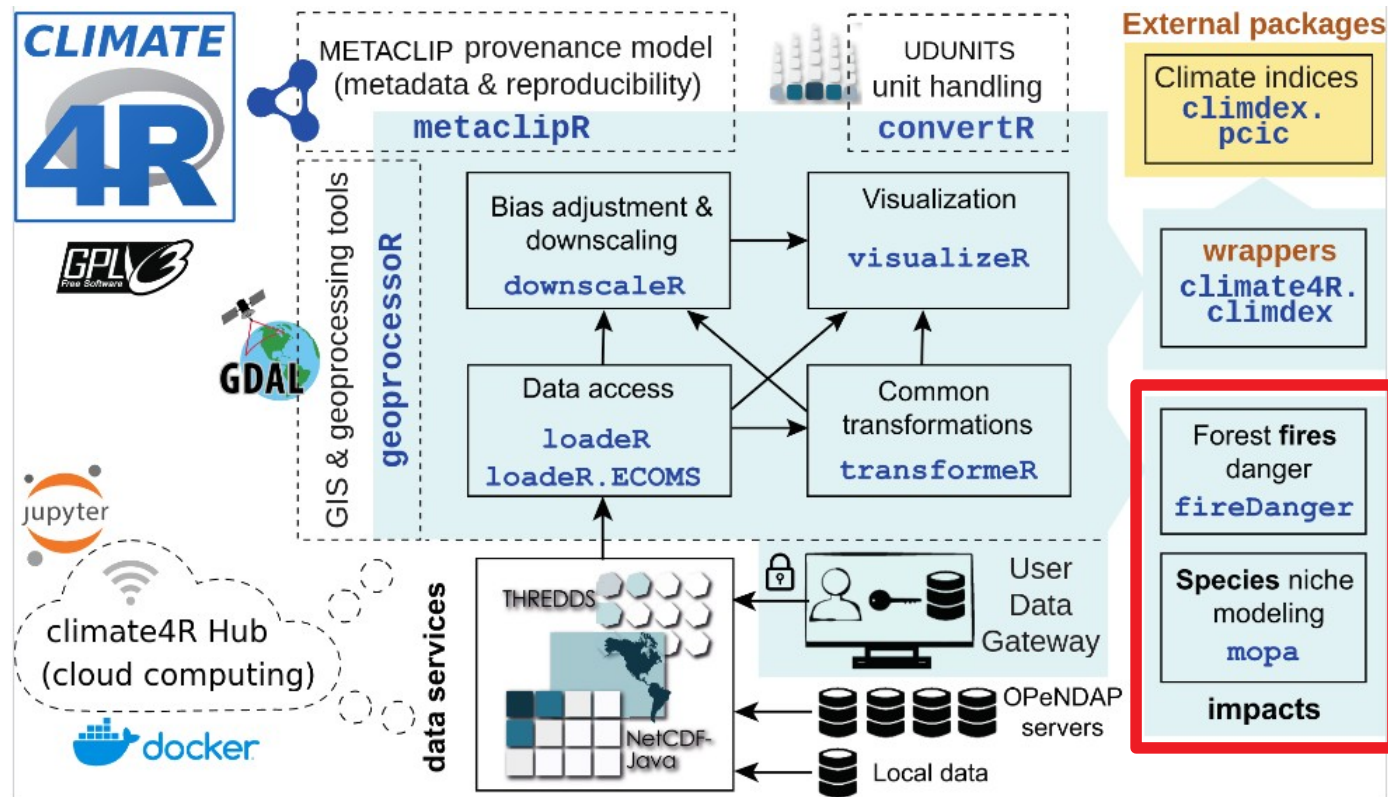 CLIMATE
4R
GPL v3
Free Software
METACLIP provenance model
(metadata & reproducibility)
metaclipR
UDUNITS
unit handling
convertR
External packages
Climate indices
climdex.
pcic
wrappers
climate4R.
climdex
GIS & geoprocessing tools
geoprocessoR
GDAL
Bias adjustment &
downscaling
downscaleR
Visualization
visualizeR
Data access
loadeR
loadeR.ECOMS
Common
transformations
transformeR
Forest fires
danger
fireDanger
Species niche
modeling
mopa
impacts
jupyter
climate4R Hub
(cloud computing)
docker
data services
THREDDS
NetCDF-
Java
User
Data
Gateway
OPeNDAP
servers
Local data